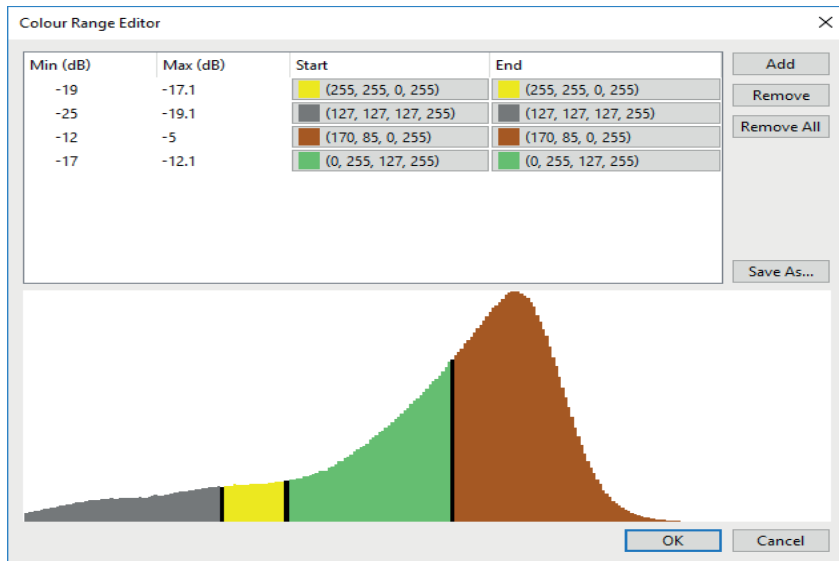 Colour Range Editor
Min (dB) Max (dB) Start End
-19 -17.1 (255, 255, 0, 255) (255, 255, 0, 255)
-25 -19.1 (127, 127, 127, 255) (127, 127, 127, 255)
-12 -5 (170, 85, 0, 255) (170, 85, 0, 255)
-17 -12.1 (0, 255, 127, 255) (0, 255, 127, 255)
Add
Remove
Remove All
Save As...
OK Cancel